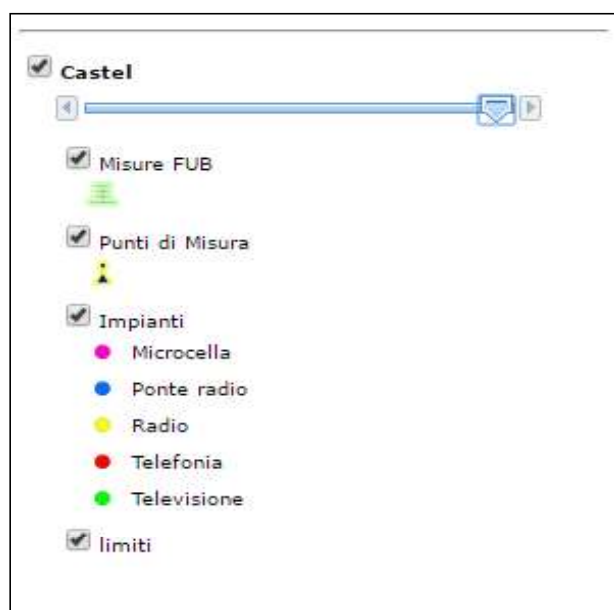 Castel
Misure FUB
Punti di Misura
Impianti
Microcella
Ponte radio
Radio
Telefonia
Televisione
limiti